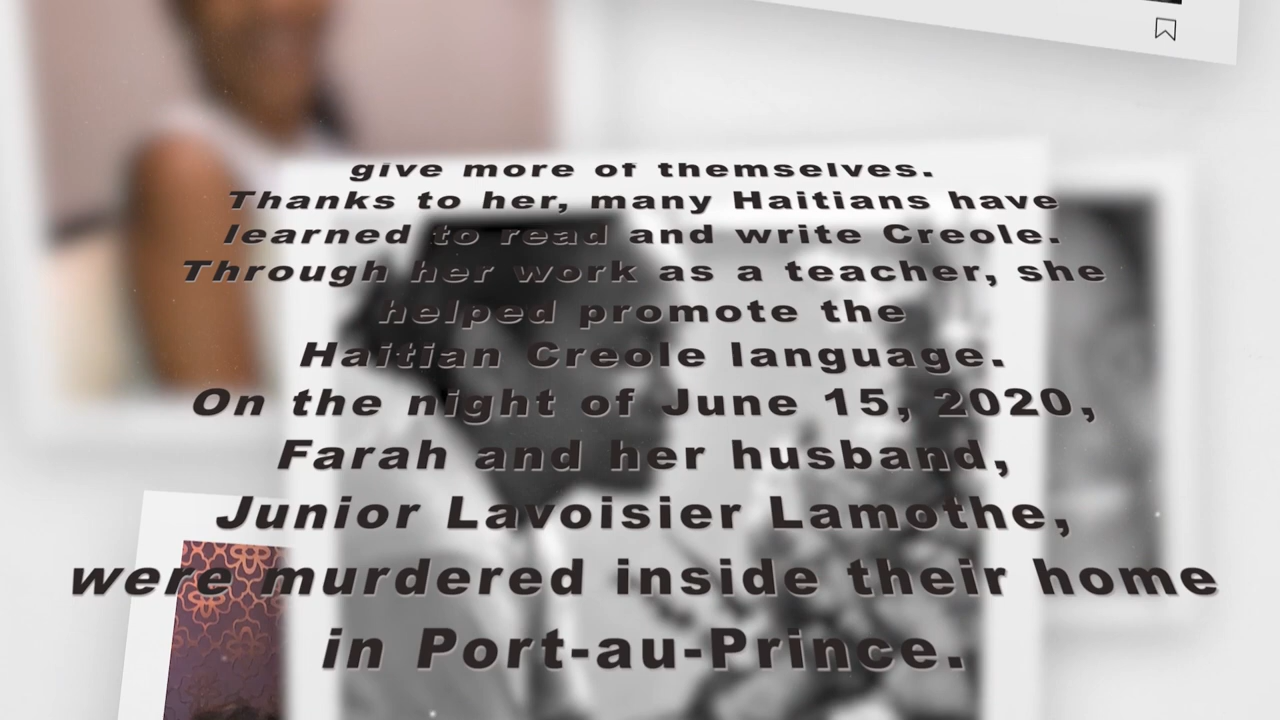 give more of themselves.
Thanks to her, many Haitians have
learned to read and write Creole.
Through her work as a teacher, she
helped promote the
Haitian Creole language.
On the night of June 15, 2020,
Farah and her husband,
Junior Lavoisier Lamothe,
were murdered inside their home
in Port-au-Prince.